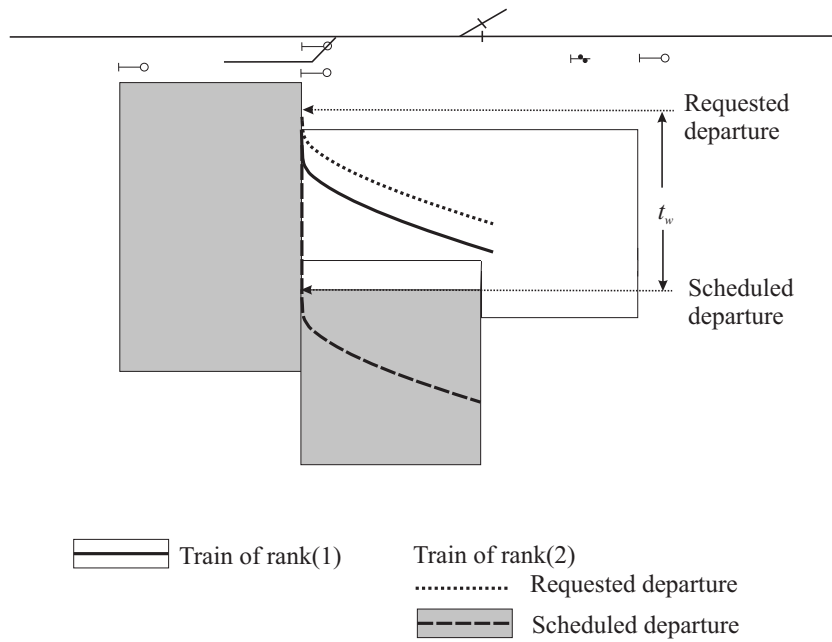 Requested
departure
t_w
Scheduled
departure
Train of rank(1)
Train of rank(2)
Requested departure
Scheduled departure